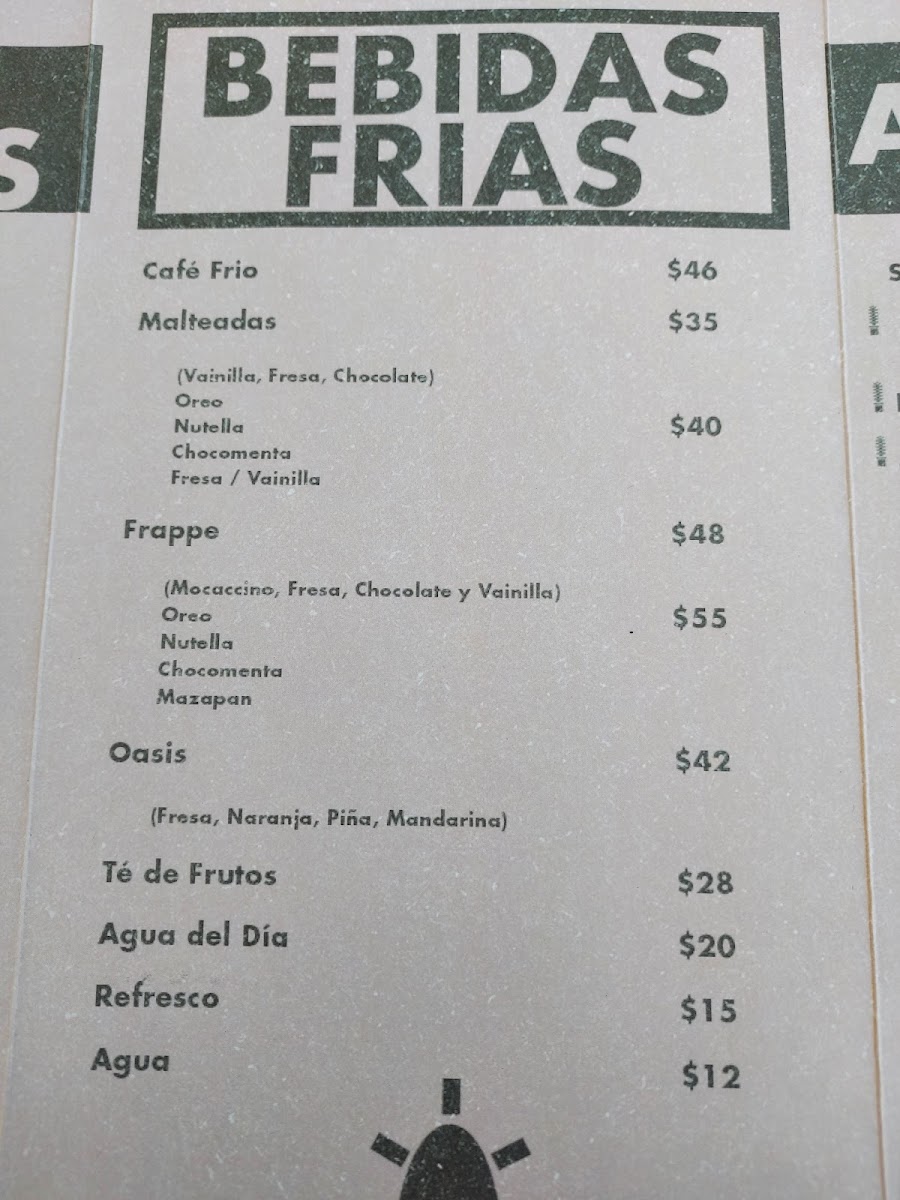 BEBIDAS
FRIAS
Café Frio $46
Malteadas $35
(Vainilla, Fresa, Chocolate)
Oreo
Nutella $40
Chocomenta
Fresa / Vainilla
Frappe $48
(Mocaccino, Fresa, Chocolate y Vainilla)
Oreo $55
Nutella
Chocomenta
Mazapan
Oasis $42
(Fresa, Naranja, Piña, Mandarina)
Té de Frutos $28
Agua del Día $20
Refresco $15
Agua $12
S
A
S